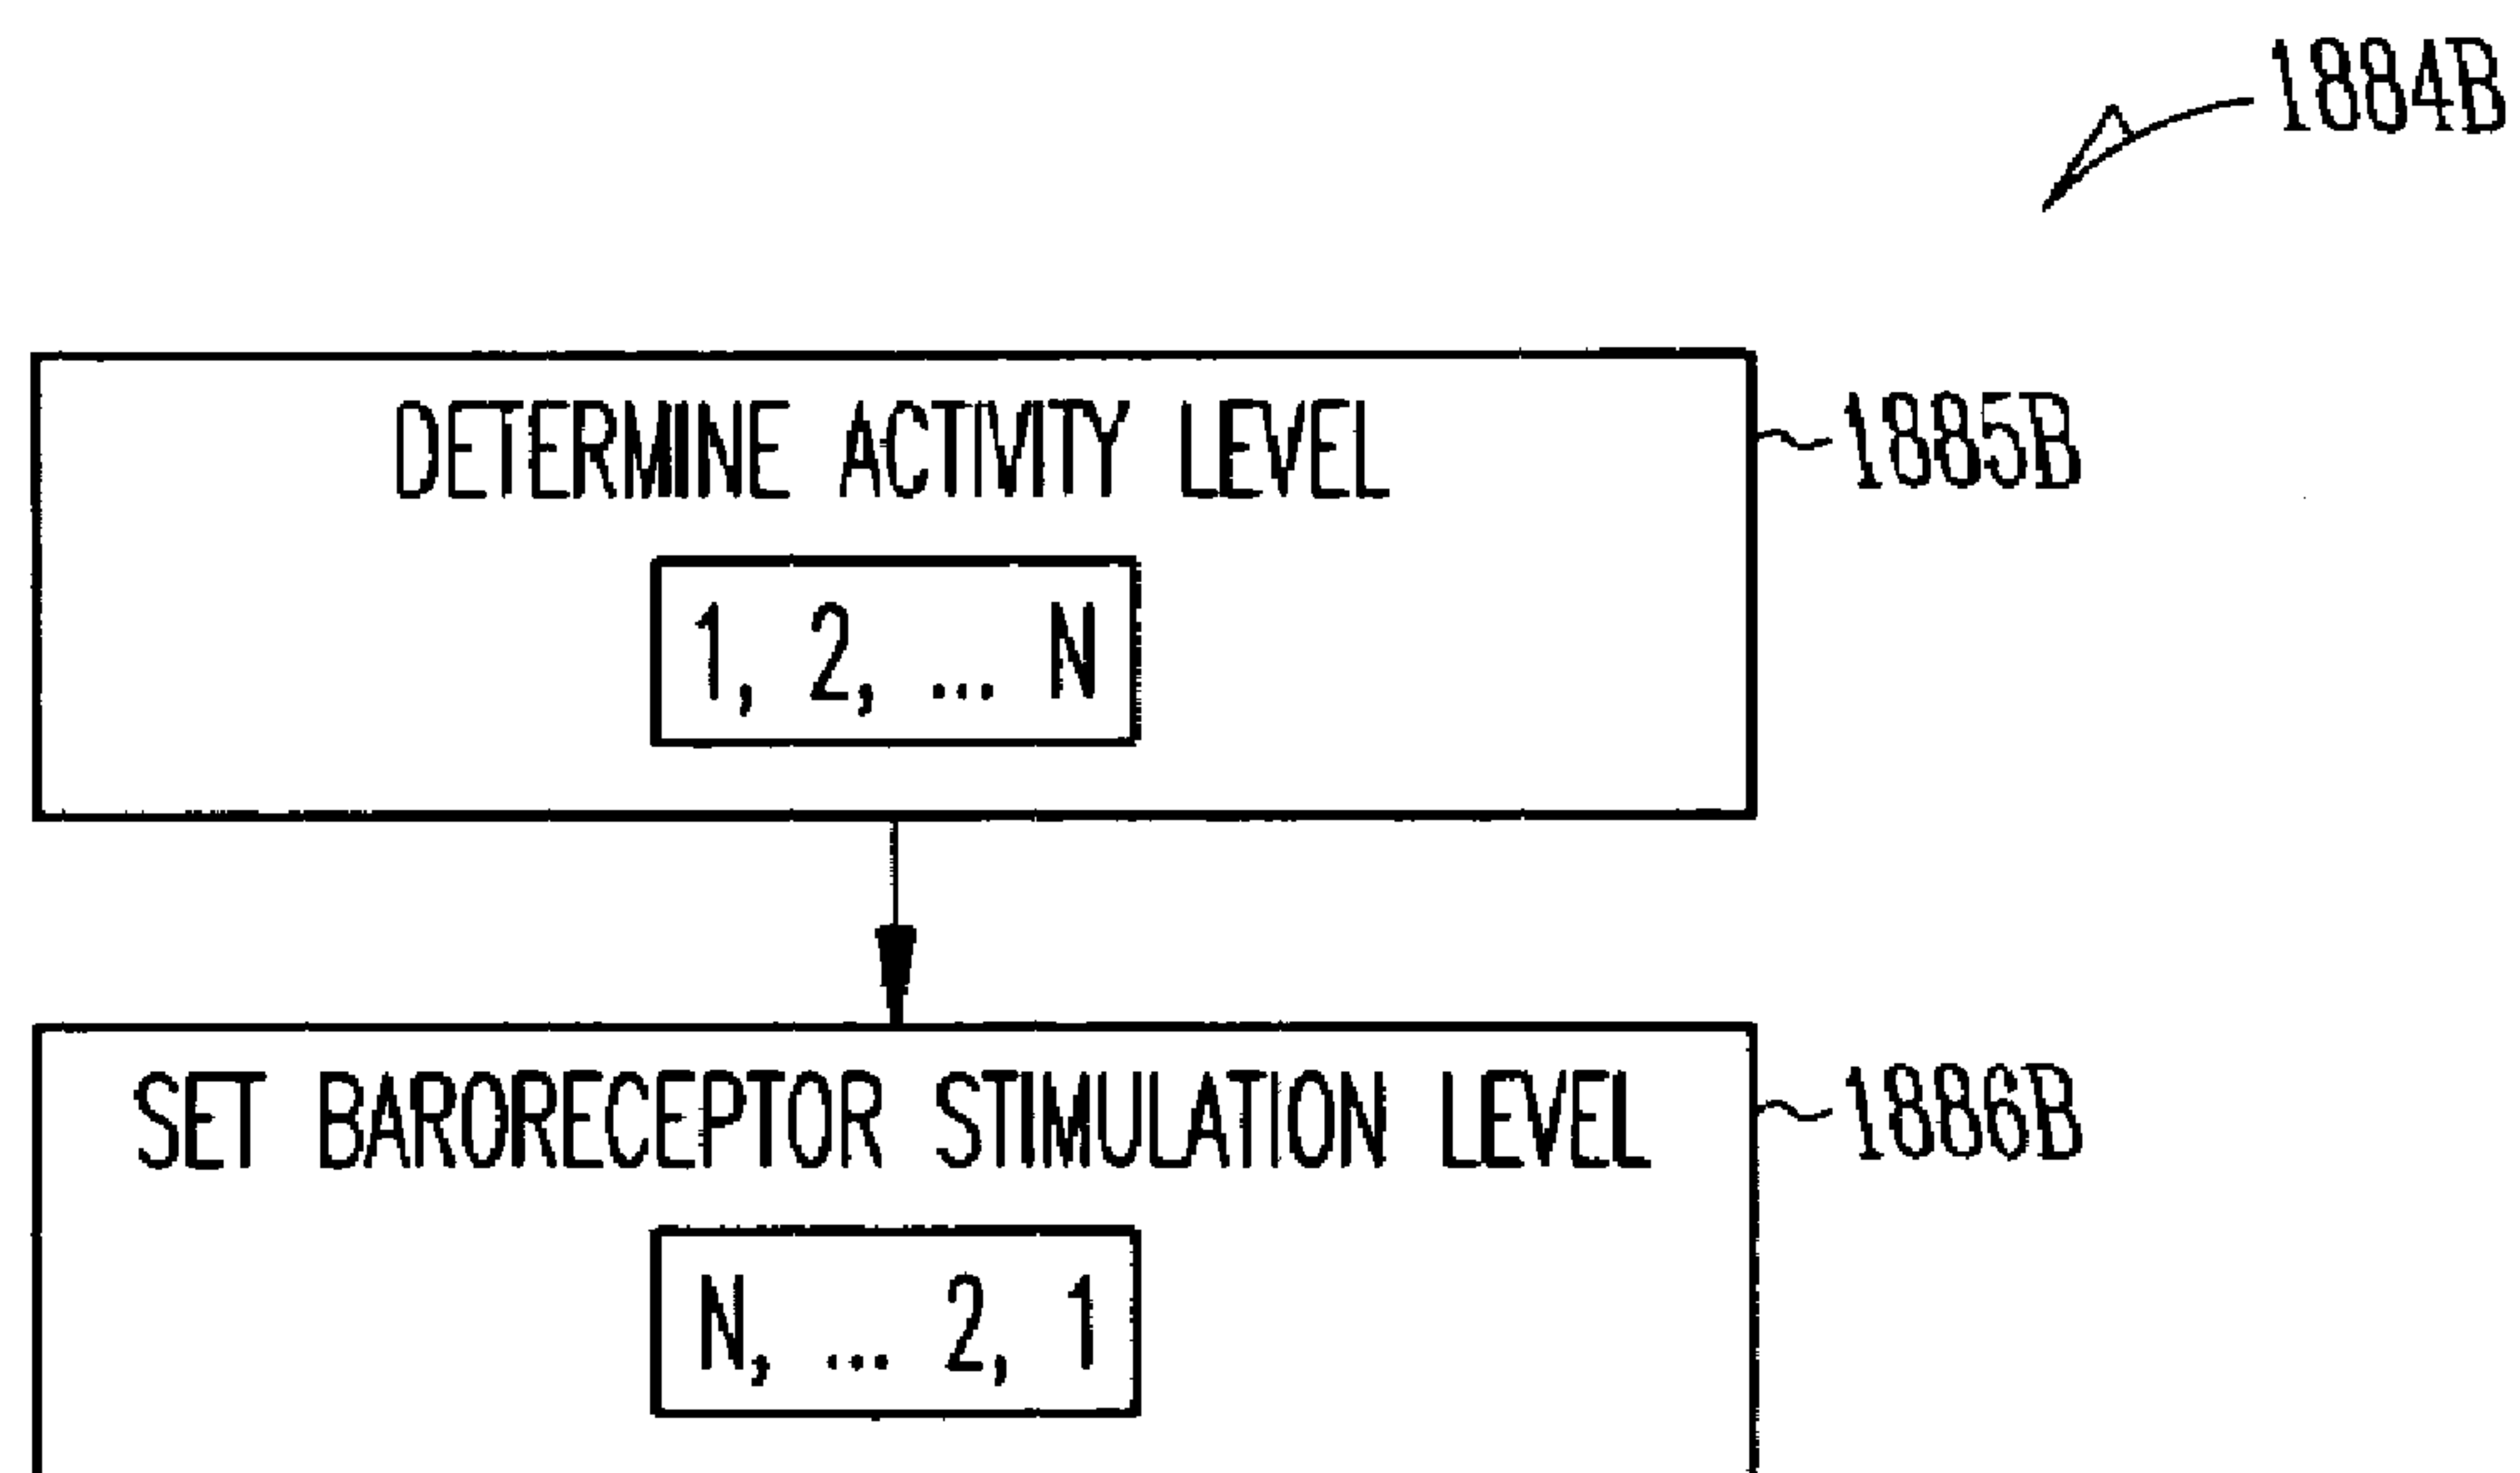 1884B
DETERMINE ACTIVITY LEVEL
1885B
1, 2, ... N
SET BARORECEPTOR STIMULATION LEVEL
1886B
N, ... 2, 1